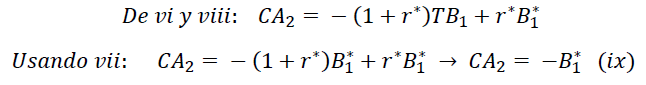 De vi y viii: CA₂ = − (1 + r*)TB₁ + r*B₁*
Usando vii: CA₂ = − (1 + r*)B₁* + r*B₁* → CA₂ = −B₁* (ix)